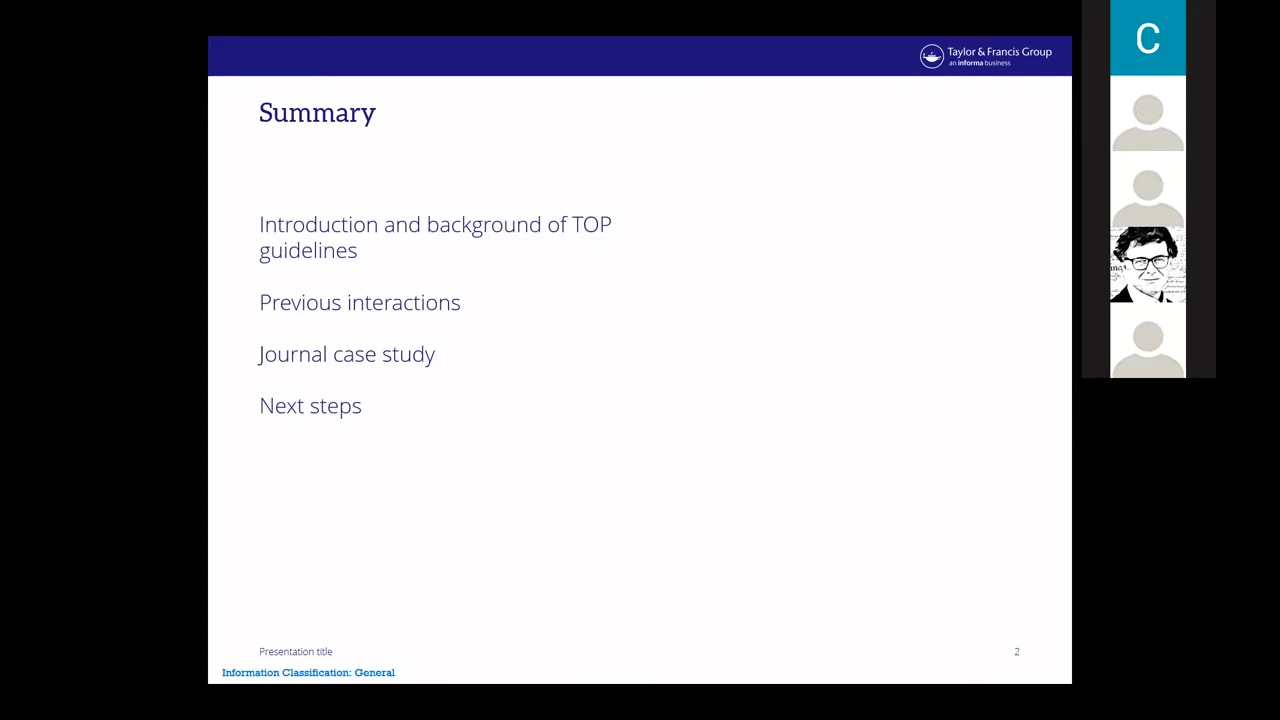 Taylor & Francis Group
an informa business
C
Summary
Introduction and background of TOP
guidelines
Previous interactions
Journal case study
Next steps
Presentation title
2
Information Classification: General